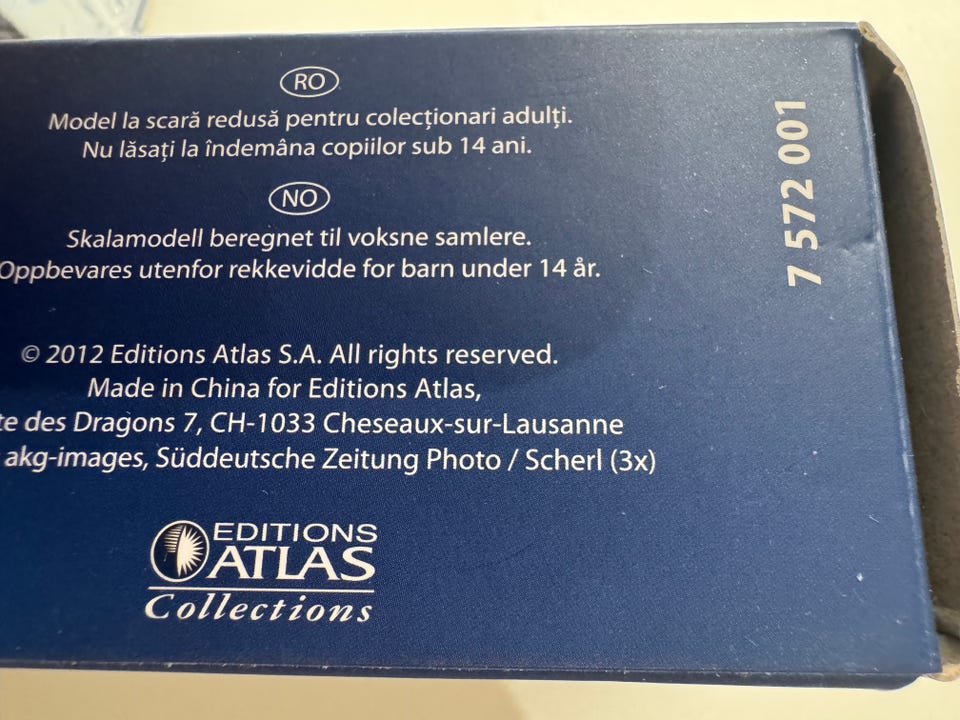 RO
Model la scară redusă pentru colecționari adulți.
Nu lăsați la îndemâna copiilor sub 14 ani.
NO
Skalamodell beregnet til voksne samlere.
Oppbevares utenfor rekkevidde for barn under 14 år.
© 2012 Editions Atlas S.A. All rights reserved.
Made in China for Editions Atlas,
des Dragons 7, CH-1033 Cheseaux-sur-Lausanne
akg-images, Süddeutsche Zeitung Photo / Scherl (3x)
EDITIONS
ATLAS
Collections
7 572 001